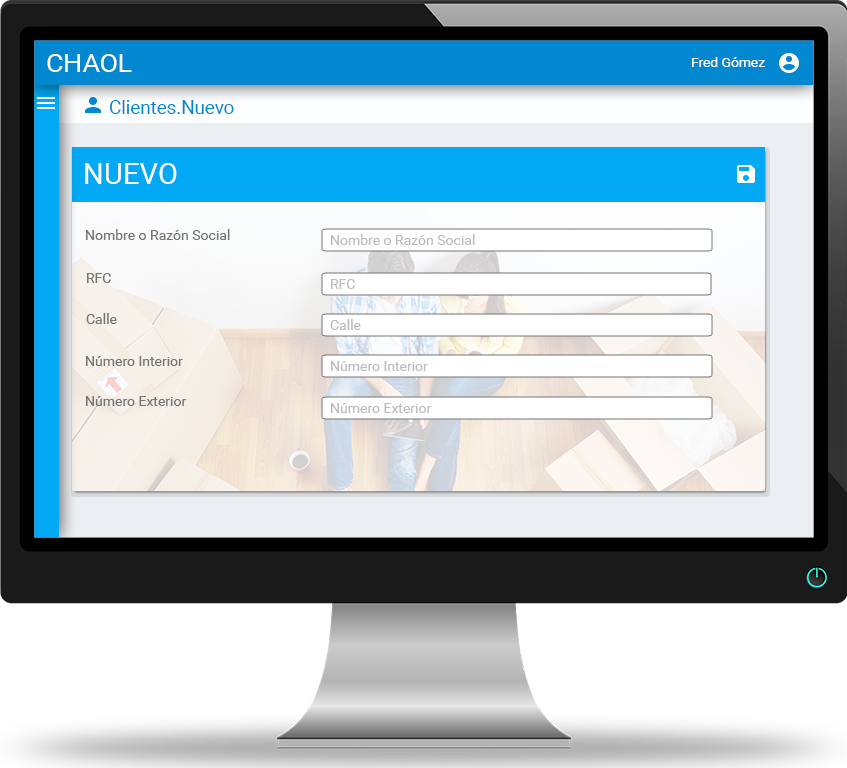 CHAOL
Fred Gómez
Clientes.Nuevo
NUEVO
Nombre o Razón Social
Nombre o Razón Social
RFC
RFC
Calle
Calle
Número Interior
Número Interior
Número Exterior
Número Exterior